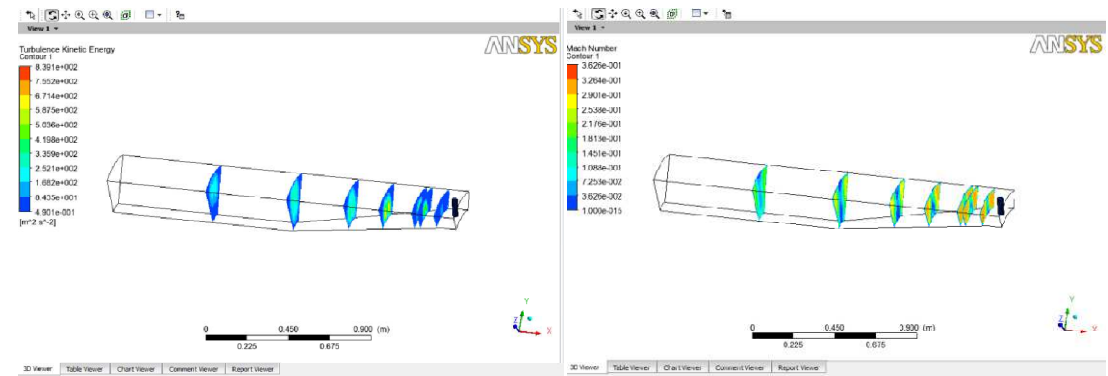 View 1
ANSYS
Turbulence Kinetic Energy
Contour 1
8.391e+002
7.552e+002
6.714e+002
5.875e+002
5.036e+002
4.198e+002
3.359e+002
2.521e+002
1.682e+002
8.435e+001
4.901e-001
[m^2 s^-2]
0 0.450 0.900 (m)
0.225 0.675
Y
Z
X
3D Viewer Table Viewer Chart Viewer Comment Viewer Report Viewer
View 1
ANSYS
Mach Number
Contour 1
3.626e-001
3.264e-001
2.901e-001
2.538e-001
2.176e-001
1.813e-001
1.451e-001
1.088e-001
7.253e-002
3.626e-002
1.000e-015
0 0.450 0.900 (m)
0.225 0.675
Y
Z
X
3D Viewer Table Viewer Chart Viewer Comment Viewer Report Viewer